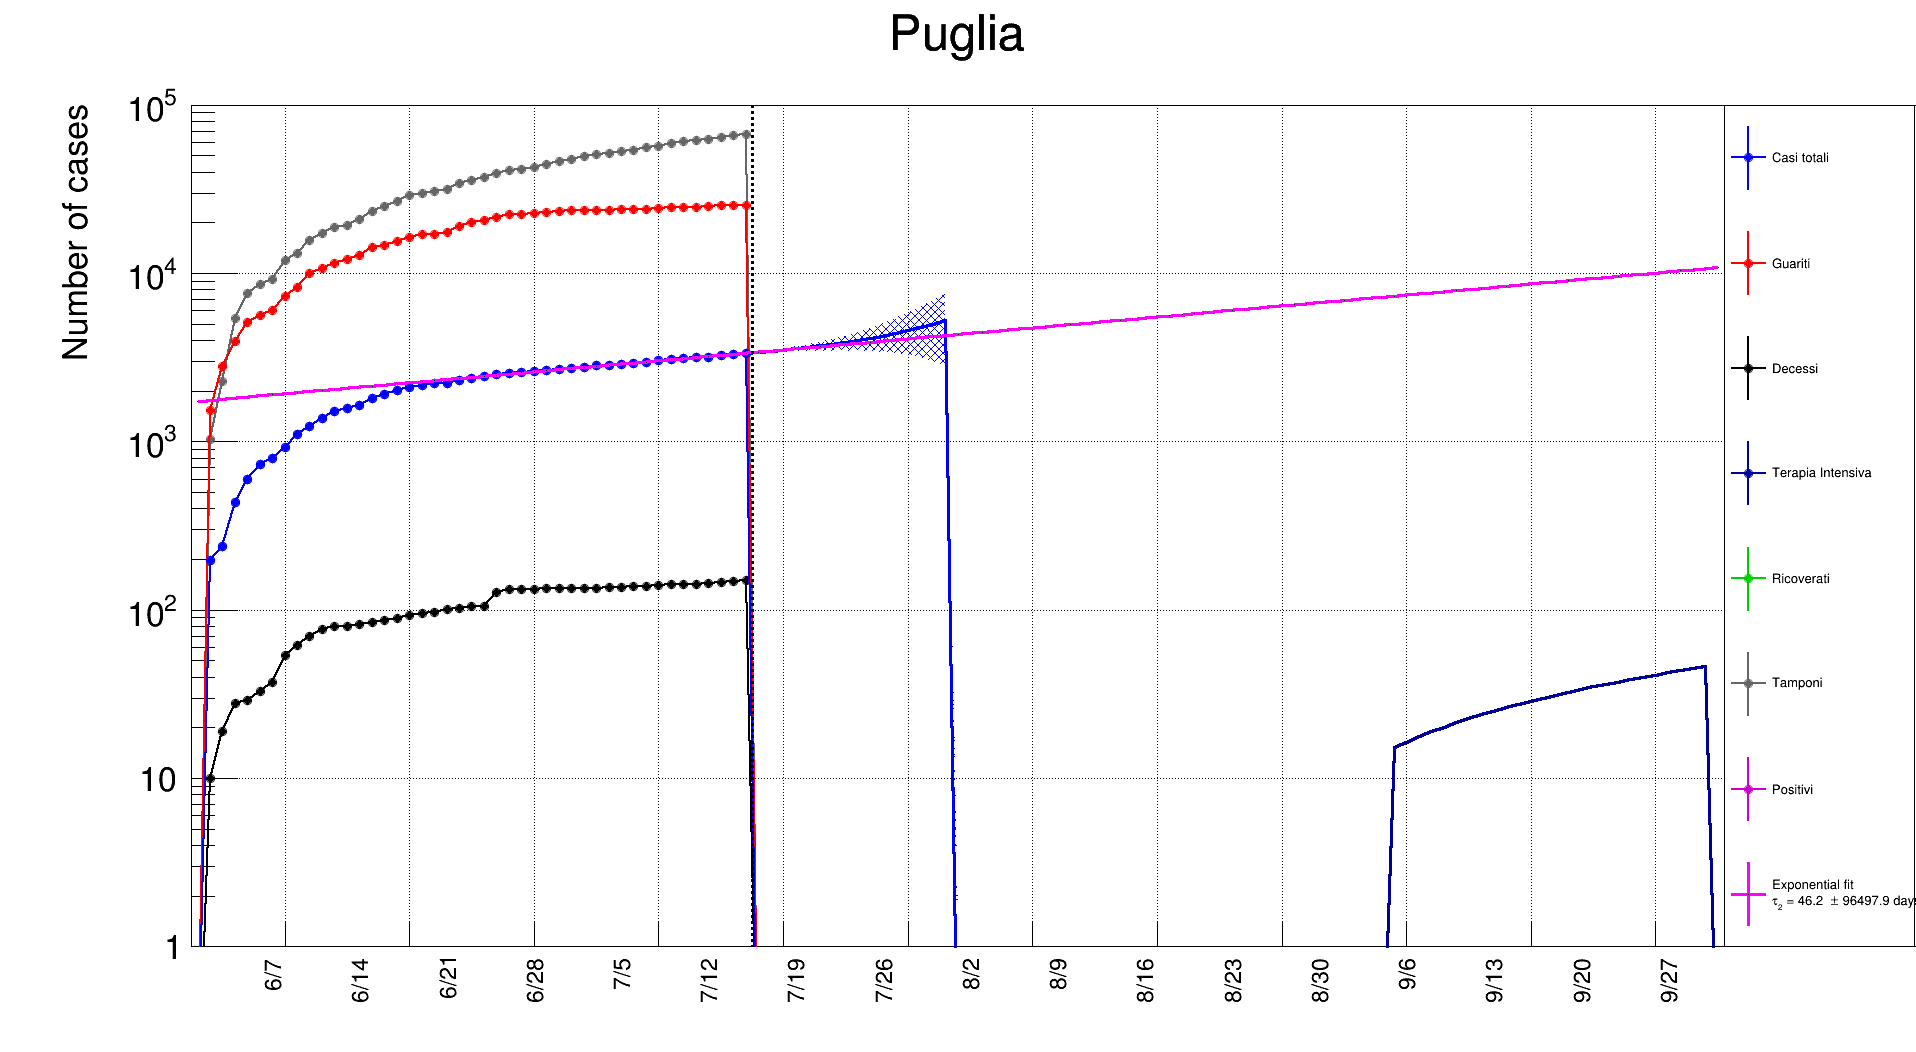 Puglia
Number of cases
10^5
10^4
10^3
10^2
10
1
6/7
6/14
6/21
6/28
7/5
7/12
7/19
7/26
8/2
8/9
8/16
8/23
8/30
9/6
9/13
9/20
9/27
Casi totali
Guariti
Decessi
Terapia Intensiva
Ricoverati
Tamponi
Positivi
Exponential fit
τ_2 = 46.2 ± 96497.9 day